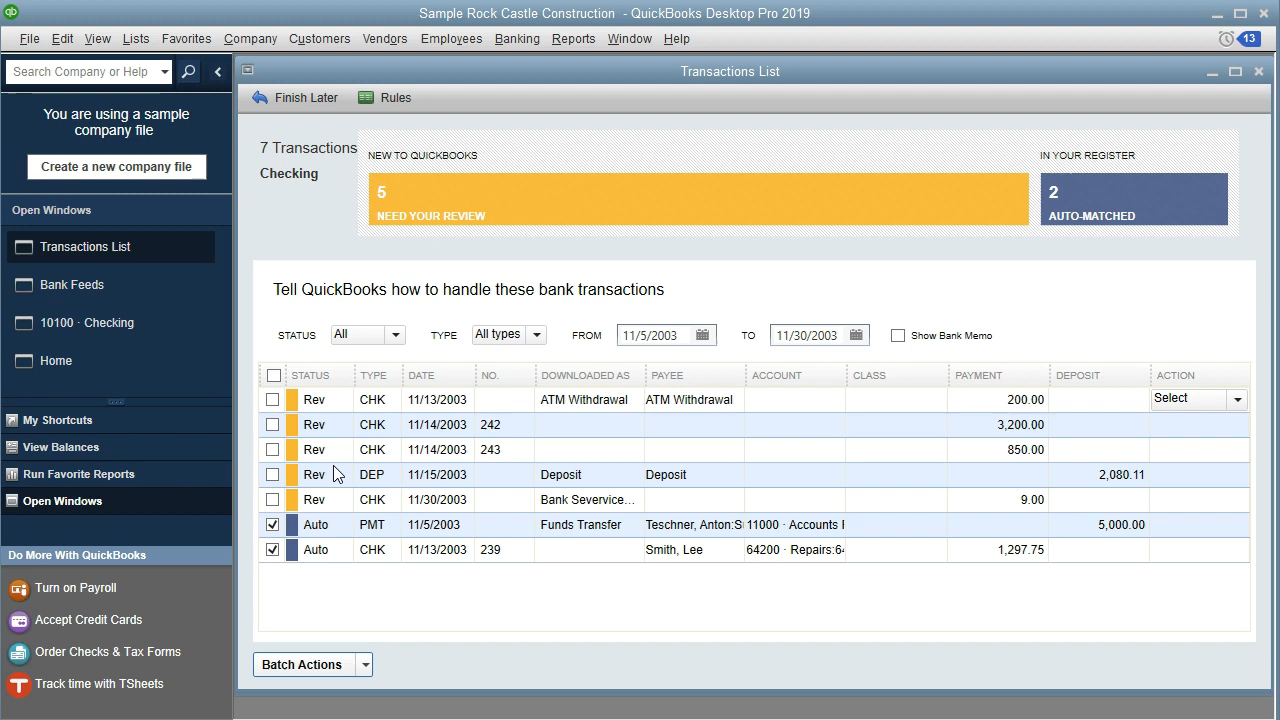 qb
Sample Rock Castle Construction - QuickBooks Desktop Pro 2019
File Edit View Lists Favorites Company Customers Vendors Employees Banking Reports Window Help 13
Search Company or Help
You are using a sample
company file
Create a new company file
Open Windows
Transactions List
Bank Feeds
10100 · Checking
Home
My Shortcuts
View Balances
Run Favorite Reports
Open Windows
Do More With QuickBooks
Turn on Payroll
Accept Credit Cards
Order Checks & Tax Forms
Track time with TSheets
Transactions List
Finish Later Rules
7 Transactions
Checking
NEW TO QUICKBOOKS
5
NEED YOUR REVIEW
IN YOUR REGISTER
2
AUTO-MATCHED
Tell QuickBooks how to handle these bank transactions
STATUS All TYPE All types FROM 11/5/2003 TO 11/30/2003 Show Bank Memo
STATUS TYPE DATE NO. DOWNLOADED AS PAYEE ACCOUNT CLASS PAYMENT DEPOSIT ACTION
Rev CHK 11/13/2003 ATM Withdrawal ATM Withdrawal 200.00 Select
Rev CHK 11/14/2003 242 3,200.00
Rev CHK 11/14/2003 243 850.00
Rev DEP 11/15/2003 Deposit Deposit 2,080.11
Rev CHK 11/30/2003 Bank Severvice... 9.00
Auto PMT 11/5/2003 Funds Transfer Teschner, Anton:S 11000 · Accounts 5,000.00
Auto CHK 11/13/2003 239 Smith, Lee 64200 · Repairs:64 1,297.75
Batch Actions